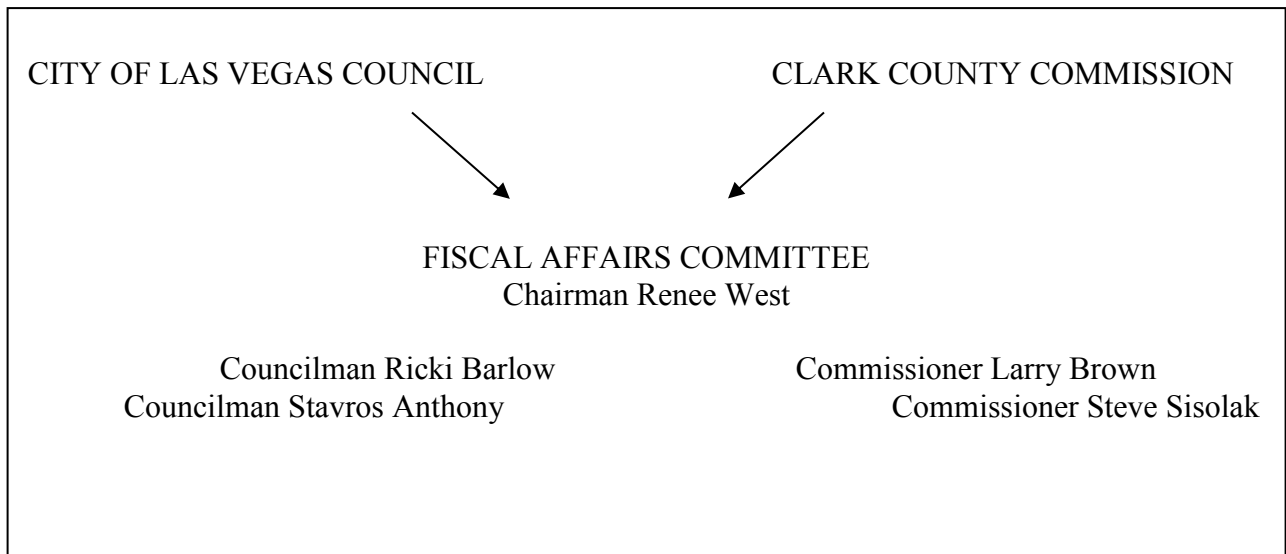 CITY OF LAS VEGAS COUNCIL CLARK COUNTY COMMISSION
FISCAL AFFAIRS COMMITTEE
Chairman Renee West
Councilman Ricki Barlow Commissioner Larry Brown
Councilman Stavros Anthony Commissioner Steve Sisolak